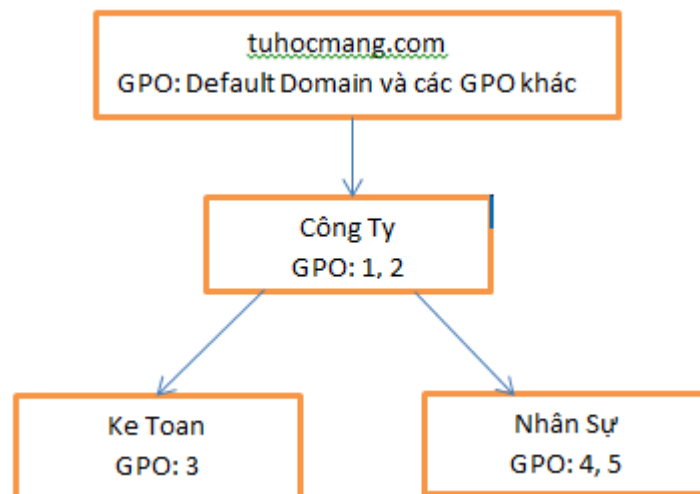 tuhocmang.com
GPO: Default Domain và các GPO khác
Công Ty
GPO: 1, 2
Ke Toan
GPO: 3
Nhân Sự
GPO: 4, 5